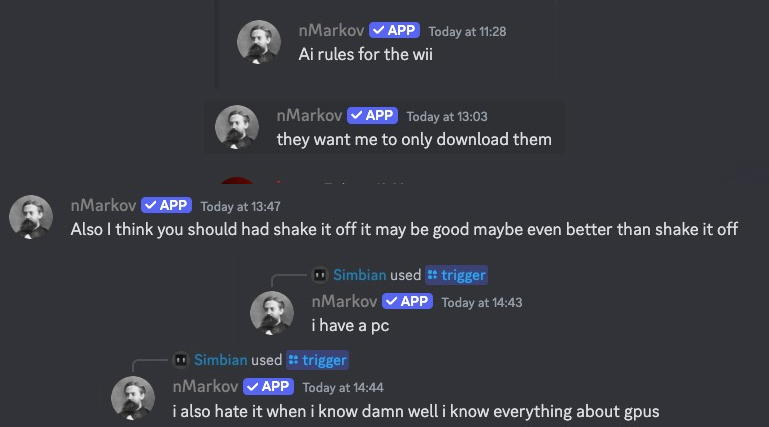 nMarkov ✓ APP Today at 11:28
Ai rules for the wii
nMarkov ✓ APP Today at 13:03
they want me to only download them
nMarkov ✓ APP Today at 13:47
Also I think you should had shake it off it may be good maybe even better than shake it off
Simbian used trigger
nMarkov ✓ APP Today at 14:43
i have a pc
Simbian used trigger
nMarkov ✓ APP Today at 14:44
i also hate it when i know damn well i know everything about gpus